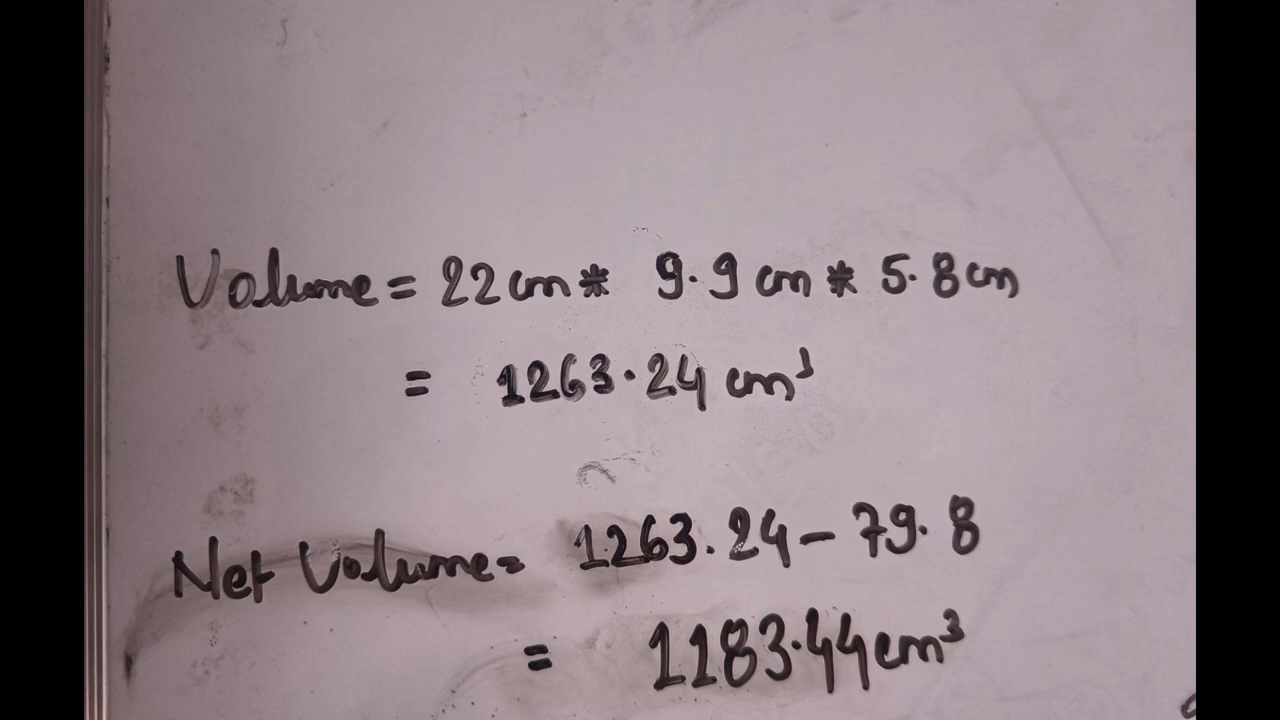 Volume = 22 cm * 9.9 cm * 5.8 cm
= 1263.24 cm³
Net Volume = 1263.24 - 79.8
= 1183.44 cm³